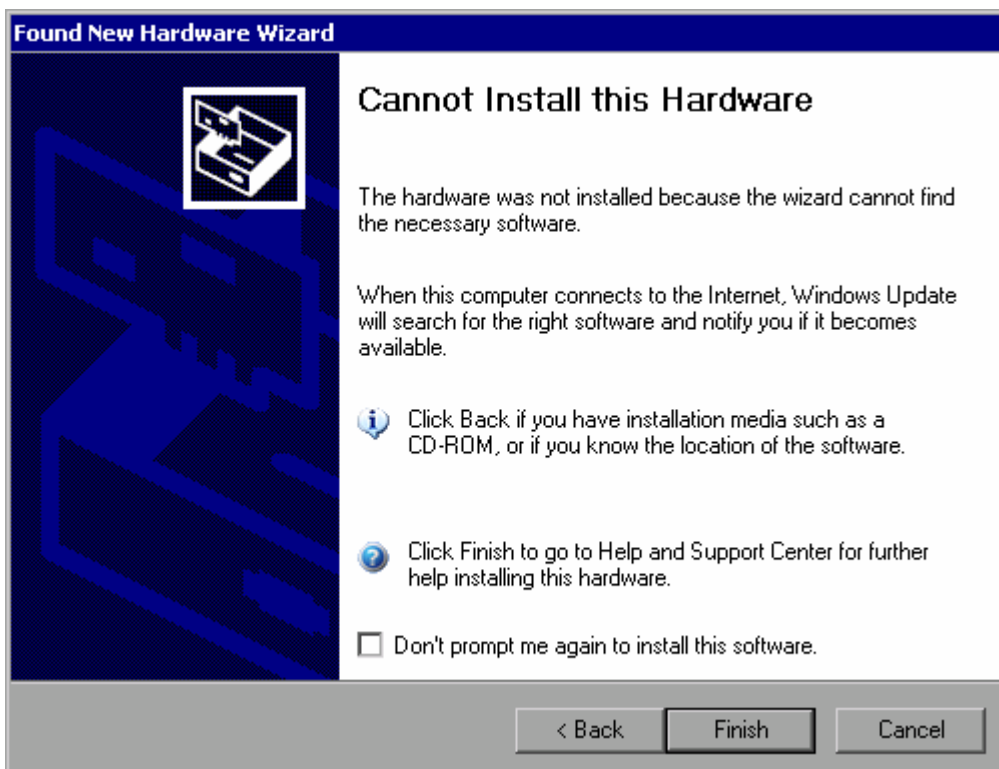 Found New Hardware Wizard
Cannot Install this Hardware
The hardware was not installed because the wizard cannot find
the necessary software.
When this computer connects to the Internet, Windows Update
will search for the right software and notify you if it becomes
available.
Click Back if you have installation media such as a
CD-ROM, or if you know the location of the software.
Click Finish to go to Help and Support Center for further
help installing this hardware.
Don't prompt me again to install this software.
< Back Finish Cancel